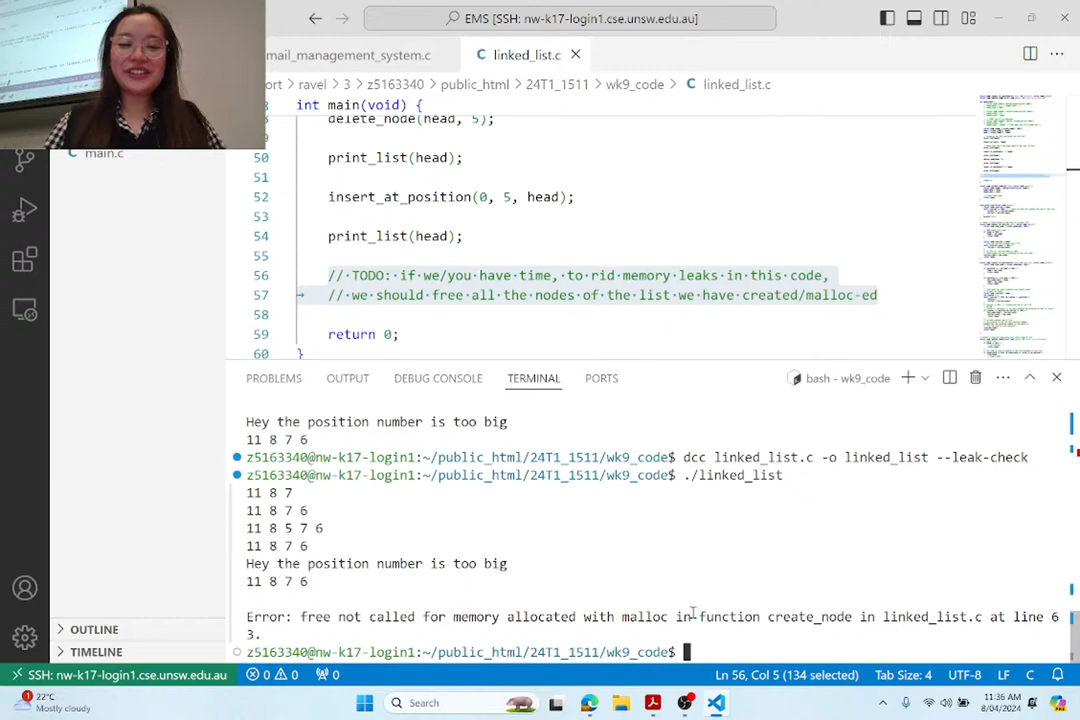 EMS [SSH: nw-k17-login1.cse.unsw.edu.au]
mail_management_system.c
C linked_list.c
ort > ravel > 3 > z5163340 > public_html > 24T1_1511 > wk9_code > C linked_list.c
C main.c
int main(void) {
delete_node(head, 5);
50 print_list(head);
51
52 insert_at_position(0, 5, head);
53
54 print_list(head);
55
56 //·TODO:·if·we/you·have·time,·to·rid·memory·leaks·in·this·code,
57 //·we·should·free·all·the·nodes·of·the·list·we·have·created/malloc-ed
58
59 return 0;
60 }
PROBLEMS OUTPUT DEBUG CONSOLE TERMINAL PORTS
bash - wk9_code
Hey the position number is too big
11 8 7 6
z5163340@nw-k17-login1:~/public_html/24T1_1511/wk9_code$ dcc linked_list.c -o linked_list --leak-check
z5163340@nw-k17-login1:~/public_html/24T1_1511/wk9_code$ ./linked_list
11 8 7
11 8 7 6
11 8 5 7 6
11 8 7 6
Hey the position number is too big
11 8 7 6
Error: free not called for memory allocated with malloc in function create_node in linked_list.c at line 6
3.
z5163340@nw-k17-login1:~/public_html/24T1_1511/wk9_code$
OUTLINE
TIMELINE
SSH: nw-k17-login1.cse.unsw.edu.au 0 0 0 Ln 56, Col 5 (134 selected) Tab Size: 4 UTF-8 LF C
1
22°C
Mostly cloudy
Search
11:36 AM
8/04/2024